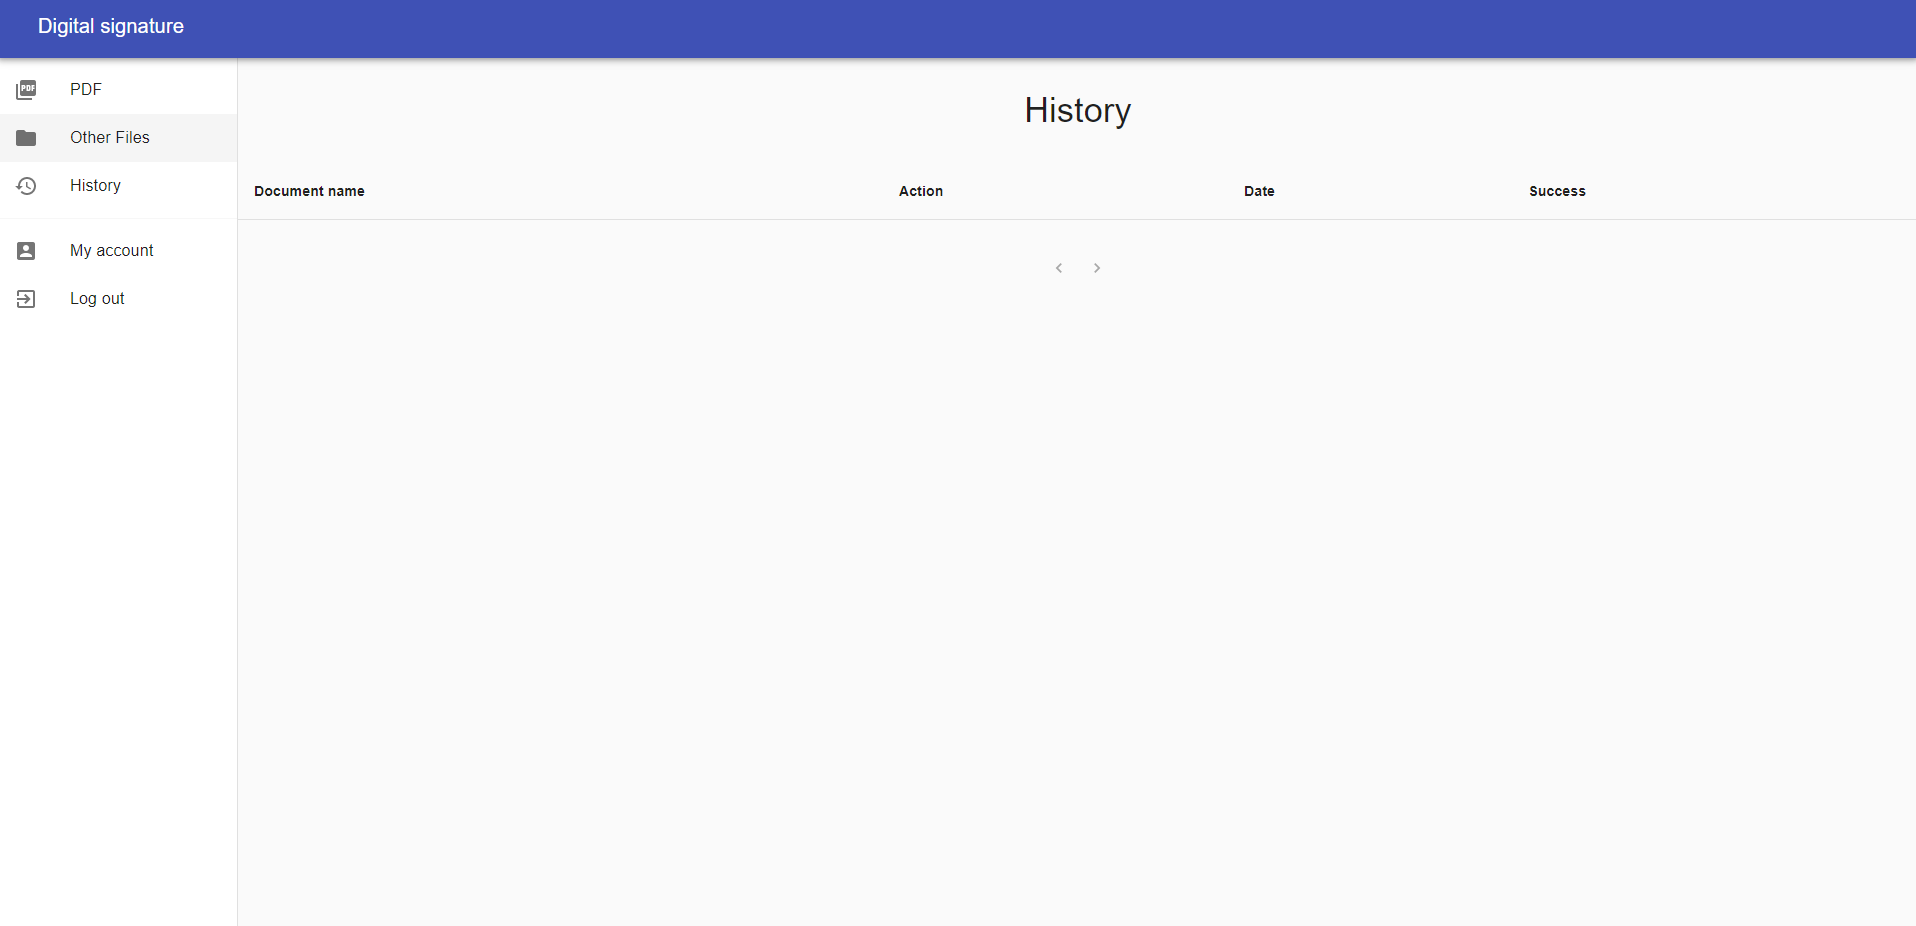 Digital signature
PDF
Other Files
History
My account
Log out
History
Document name Action Date Success